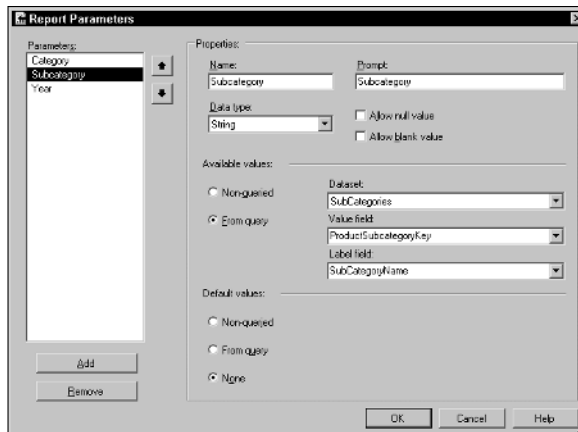 Report Parameters
Parameters:
Category
Subcategory
Year
Add
Remove
Properties:
Name:
Prompt:
Subcategory
Subcategory
Data type:
String
Allow null value
Allow blank value
Available values:
Non-queried
From query
Dataset:
SubCategories
Value field:
ProductSubcategoryKey
Label field:
SubCategoryName
Default values:
Non-queried
From query
None
OK
Cancel
Help